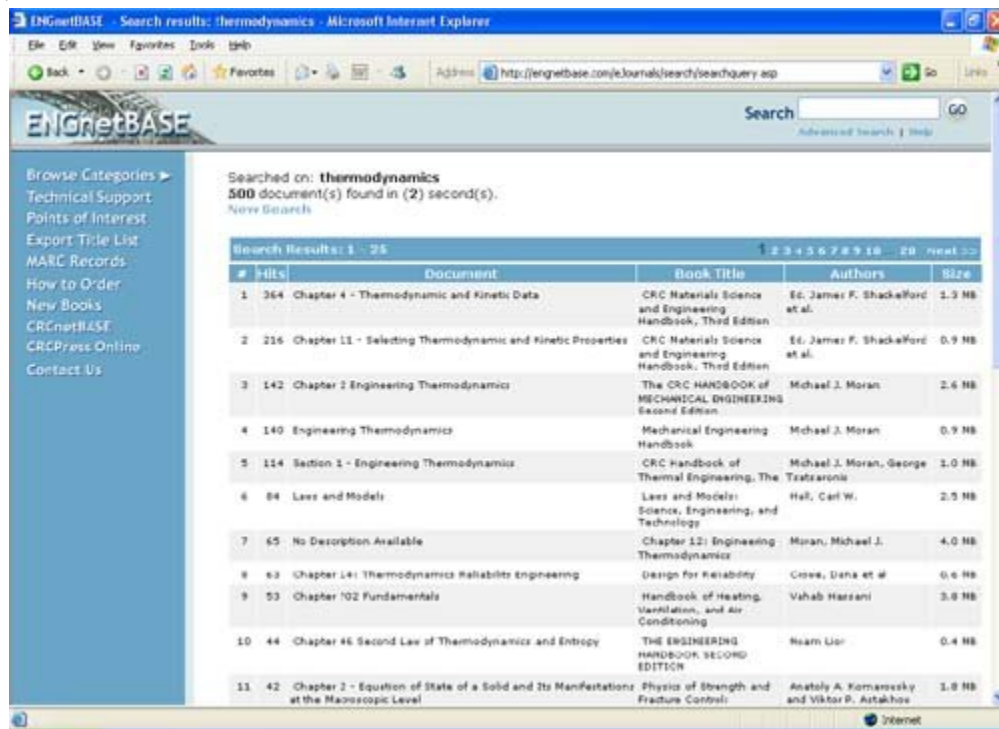 ENGnetBASE - Search results: thermodynamics - Microsoft Internet Explorer
File Edit View Favorites Tools Help
Back Favorites Address http://engnetbase.com/eJournals/search/searchquery.asp Go Links
ENGnetBASE
Search GO
Advanced Search | Help
Browse Categories
Technical Support
Points of Interest
Export Title List
MARC Records
How to Order
New Books
CRCnetBASE
CRCPress Online
Contact Us
Searched on: thermodynamics
500 document(s) found in (2) second(s).
New Search
Search Results: 1 - 25 1 2 3 4 5 6 7 8 9 10 .. 20 next >>
# Hits Document Book Title Authors Size
1 364 Chapter 4 - Thermodynamic and Kinetic Data CRC Materials Science Ed. James F. Shackelford 1.3 MB
and Engineering et al.
Handbook, Third Edition
2 216 Chapter 11 - Selecting Thermodynamic and Kinetic Properties CRC Materials Science Ed. James F. Shackelford 0.9 MB
and Engineering et al.
Handbook, Third Edition
3 142 Chapter 2 Engineering Thermodynamics The CRC HANDBOOK of Michael J. Moran 2.6 MB
MECHANICAL ENGINEERING
Second Edition
4 140 Engineering Thermodynamics Mechanical Engineering Michael J. Moran 0.9 MB
Handbook
5 114 Section 1 - Engineering Thermodynamics CRC Handbook of Michael J. Moran, George 1.0 MB
Thermal Engineering, The Tsatsaronis
6 84 Laws and Models Laws and Models: Hall, Carl W. 2.5 MB
Science, Engineering, and
Technology
7 65 No Description Available Chapter 12: Engineering Moran, Michael J. 4.0 MB
Thermodynamics
8 63 Chapter 14: Thermodynamics Reliability Engineering Design for Reliability Crowe, Dana et al 0.6 MB
9 53 Chapter '02 Fundamentals Handbook of Heating, Vahab Hassani 3.8 MB
Ventilation, and Air
Conditioning
10 44 Chapter 46 Second Law of Thermodynamics and Entropy THE ENGINEERING Noam Lior 0.4 MB
HANDBOOK SECOND
EDITION
11 42 Chapter 2 - Equation of State of a Solid and Its Manifestations Physics of Strength and Anatoly A. Komarovsky 1.8 MB
at the Macroscopic Level Fracture Control: and Viktor P. Astakhov
Internet